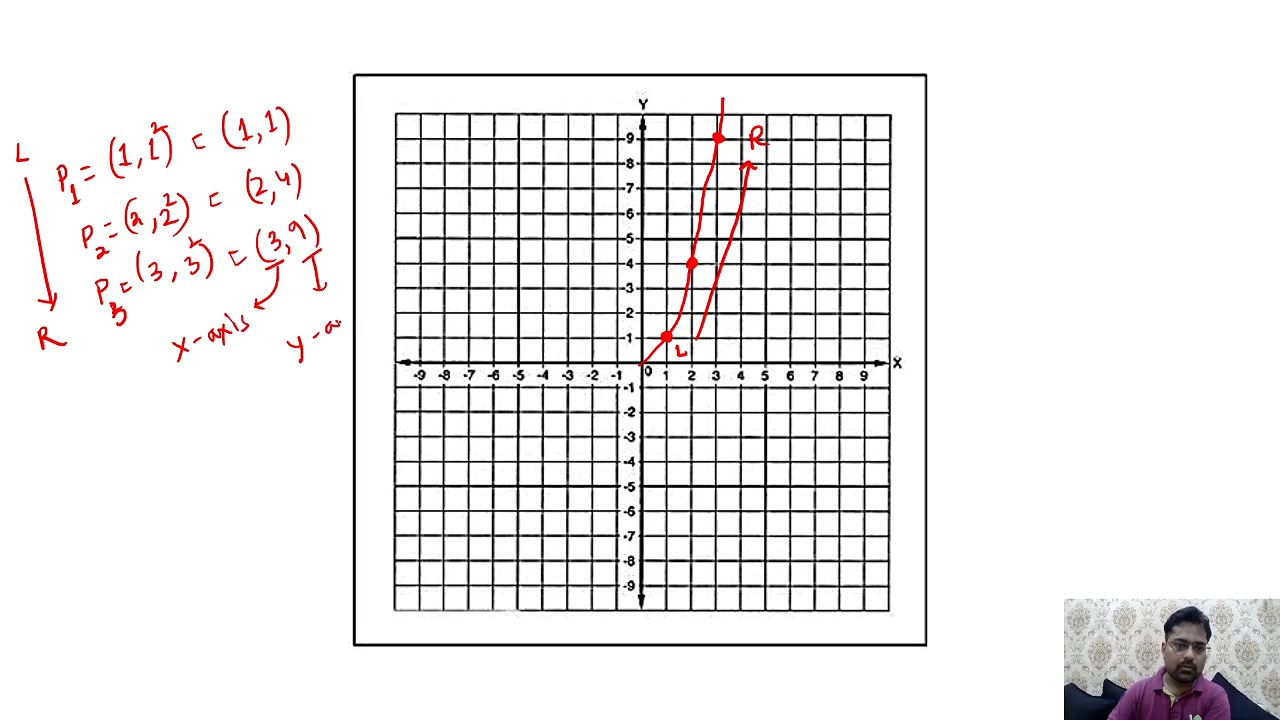 L
P₁ = (1, 1²) = (1, 1)
P₂ = (2, 2²) = (2, 4)
P₃ = (3, 3²) = (3, 9)
R
x-axis
y-a
Y
9
8
7
6
5
4
3
2
1
R
L
X
-9 -8 -7 -6 -5 -4 -3 -2 -1 0 1 2 3 4 5 6 7 8 9
-1
-2
-3
-4
-5
-6
-7
-8
-9